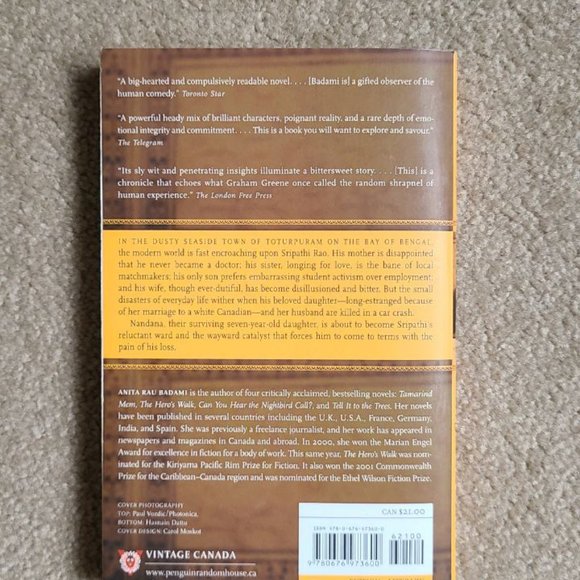 "A big-hearted and compulsively readable novel. . . . [Badami is] a gifted observer of the
human comedy." Toronto Star
"A powerful heady mix of brilliant characters, poignant reality, and a rare depth of emo-
tional integrity and commitment. . . . This is a book you will want to explore and savour."
The Telegram
"Its sly wit and penetrating insights illuminate a bittersweet story. . . . [This] is a
chronicle that echoes what Graham Greene once called the random shrapnel of
human experience." The London Free Press
IN THE DUSTY SEASIDE TOWN OF TOTURPURAM ON THE BAY OF BENGAL,
the modern world is fast encroaching upon Sripathi Rao. His mother is disappointed
that he never became a doctor; his sister, longing for love, is the bane of local
matchmakers; his only son prefers embarrassing student activism over employment;
and his wife, though ever-dutiful, has become disillusioned and bitter. But the small
disasters of everyday life wither when his beloved daughter—long-estranged because
of her marriage to a white Canadian—and her husband are killed in a car crash.
Nandana, their surviving seven-year-old daughter, is about to become Sripathi's
reluctant ward and the wayward catalyst that forces him to come to terms with the
pain of his loss.
ANITA RAU BADAMI is the author of four critically acclaimed, bestselling novels: Tamarind
Mem, The Hero's Walk, Can You Hear the Nightbird Call?, and Tell It to the Trees. Her novels
have been published in several countries including the U.K., U.S.A., France, Germany,
India, and Spain. She was previously a freelance journalist, and her work has appeared in
newspapers and magazines in Canada and abroad. In 2000, she won the Marian Engel
Award for excellence in fiction for a body of work. This same year, The Hero's Walk was nom-
inated for the Kiriyama Pacific Rim Prize for Fiction. It also won the 2001 Commonwealth
Prize for the Caribbean–Canada region and was nominated for the Ethel Wilson Fiction Prize.
COVER PHOTOGRAPHY
TOP: Paul Vozdic/Photonica,
BOTTOM: Hasnain Dattu
COVER DESIGN: Carol Moskot
CAN $21.00
ISBN 978-0-676-97360-0
62100
9 780676 973600
VINTAGE CANADA
www.penguinrandomhouse.ca